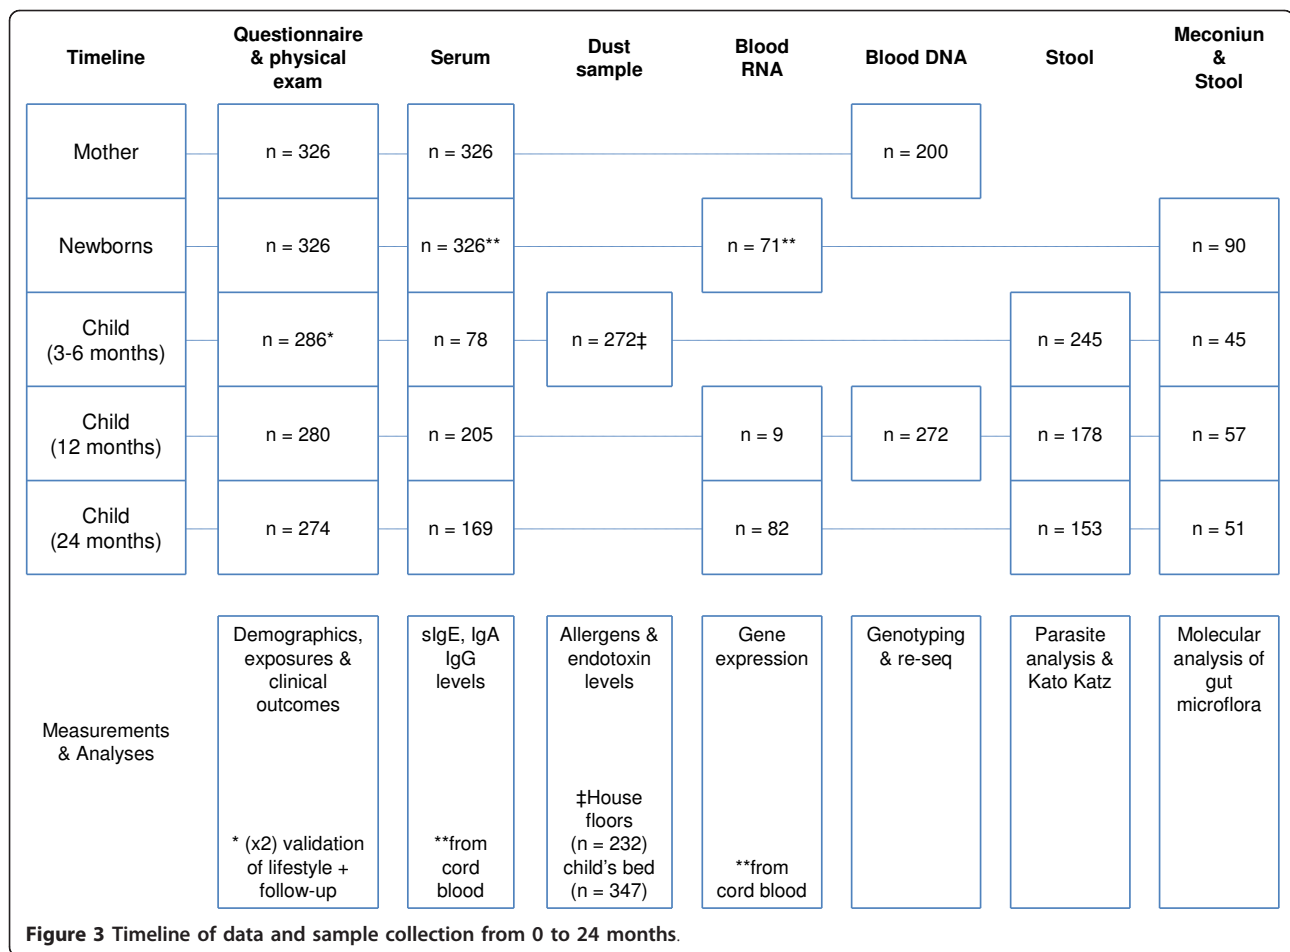 Timeline
Questionnaire
& physical
exam
Serum
Dust
sample
Blood
RNA
Blood DNA
Stool
Meconiun
&
Stool
Mother
n = 326
n = 326
n = 200
Newborns
n = 326
n = 326**
n = 71**
n = 90
Child
(3-6 months)
n = 286*
n = 78
n = 272‡
n = 245
n = 45
Child
(12 months)
n = 280
n = 205
n = 9
n = 272
n = 178
n = 57
Child
(24 months)
n = 274
n = 169
n = 82
n = 153
n = 51
Measurements
& Analyses
Demographics,
exposures &
clinical
outcomes
* (x2) validation
of lifestyle +
follow-up
sIgE, IgA
IgG
levels
**from
cord
blood
Allergens &
endotoxin
levels
‡House
floors
(n = 232)
child's bed
(n = 347)
Gene
expression
**from
cord blood
Genotyping
& re-seq
Parasite
analysis &
Kato Katz
Molecular
analysis of
gut
microflora
Figure 3 Timeline of data and sample collection from 0 to 24 months.